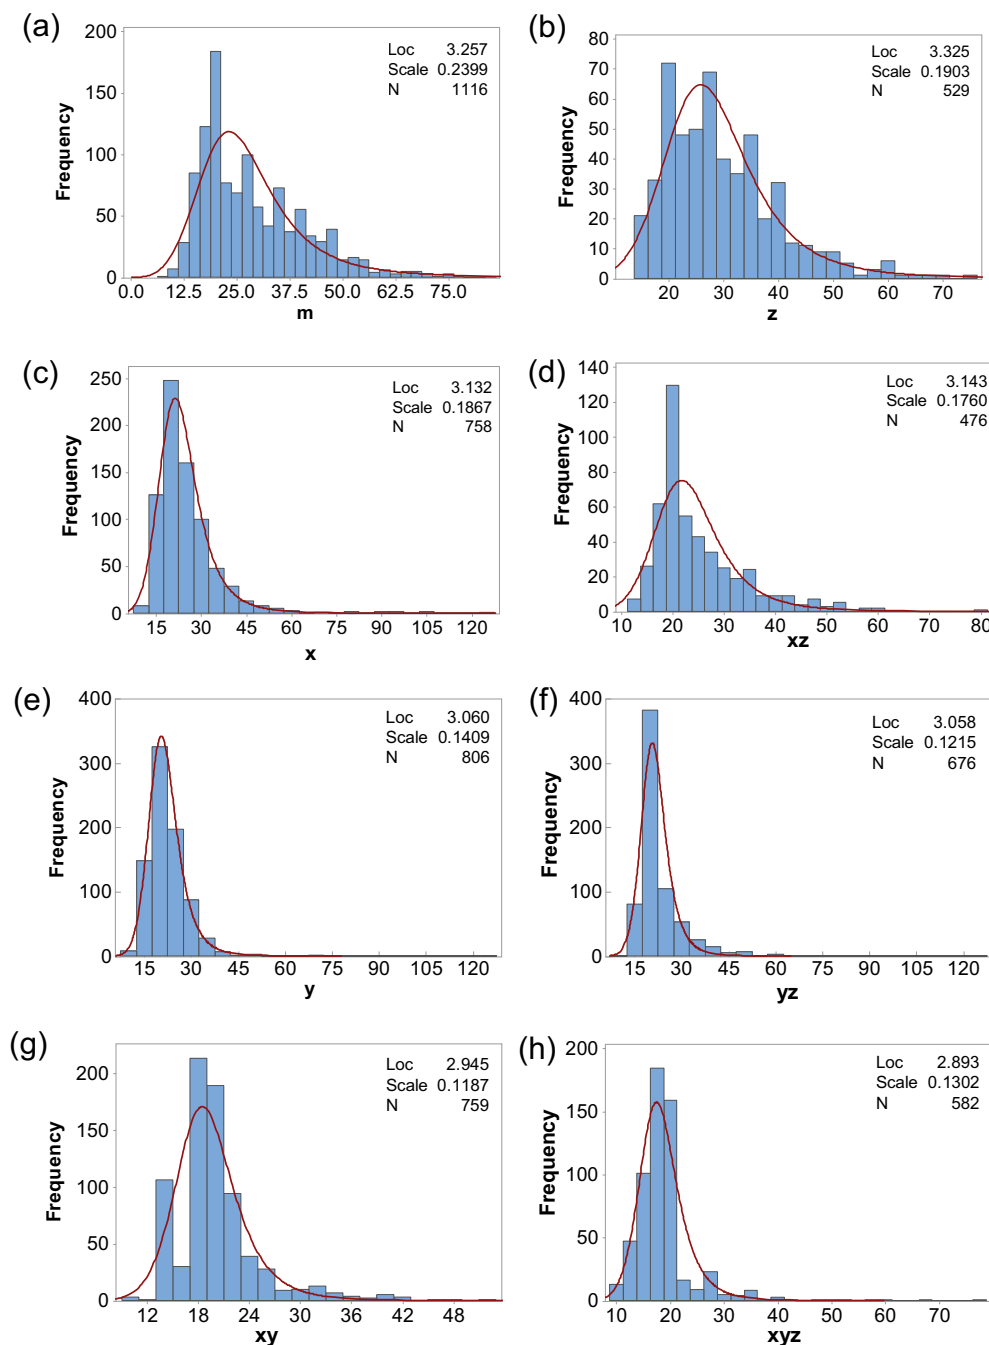 (a)
200
150
100
50
0
Frequency
Loc 3.257
Scale 0.2399
N 1116
0.0 12.5 25.0 37.5 50.0 62.5 75.0
m
(b)
80
70
60
50
40
30
20
10
0
Frequency
Loc 3.325
Scale 0.1903
N 529
20 30 40 50 60 70
z
(c)
250
200
150
100
50
0
Frequency
Loc 3.132
Scale 0.1867
N 758
15 30 45 60 75 90 105 120
x
(d)
140
120
100
80
60
40
20
0
Frequency
Loc 3.143
Scale 0.1760
N 476
10 20 30 40 50 60 70 80
xz
(e)
400
300
200
100
0
Frequency
Loc 3.060
Scale 0.1409
N 806
15 30 45 60 75 90 105 120
y
(f)
400
300
200
100
0
Frequency
Loc 3.058
Scale 0.1215
N 676
15 30 45 60 75 90 105 120
yz
(g)
200
150
100
50
0
Frequency
Loc 2.945
Scale 0.1187
N 759
12 18 24 30 36 42 48
xy
(h)
200
150
100
50
0
Frequency
Loc 2.893
Scale 0.1302
N 582
10 20 30 40 50 60 70
xyz